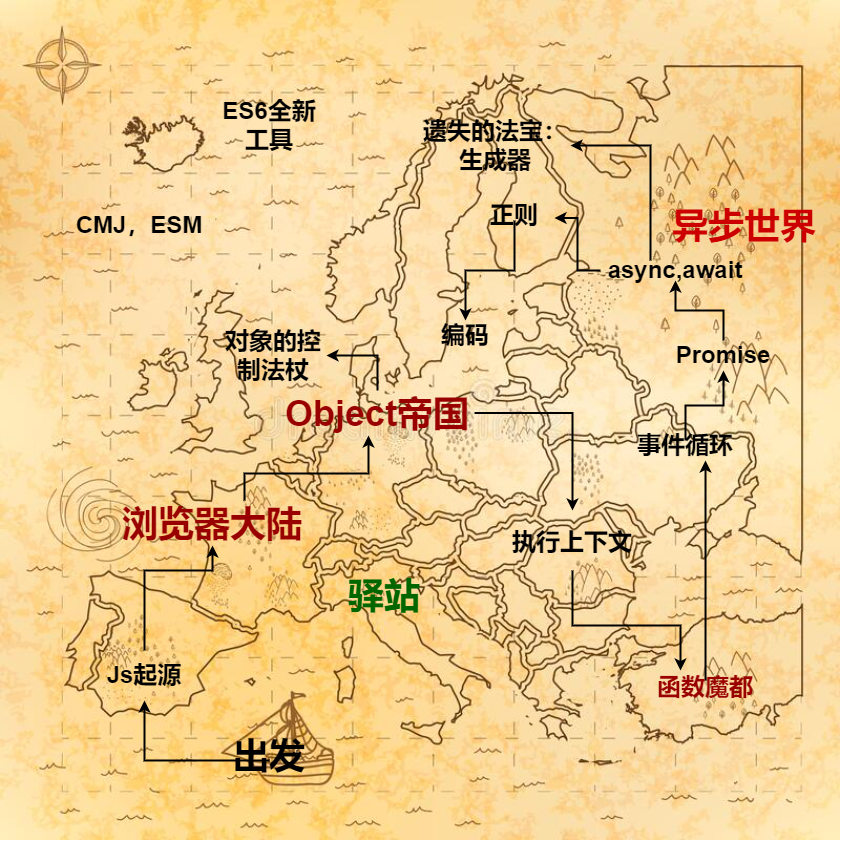 ES6全新
工具
遗失的法宝：
生成器
CMJ，ESM
正则
异步世界
async,await
对象的控
制法杖
编码
Promise
Object帝国
事件循环
浏览器大陆
执行上下文
驿站
Js起源
函数魔都
出发